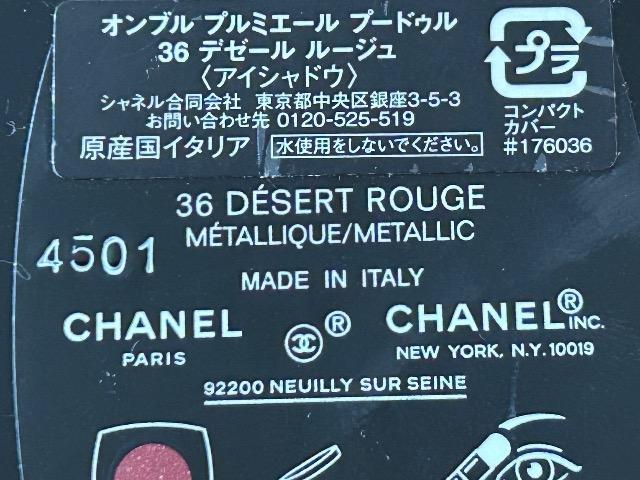 オンブル プルミエール プードゥル
36 デゼール ルージュ
〈アイシャドウ〉
シャネル合同会社 東京都中央区銀座3-5-3
お問い合わせ先 0120-525-519
原産国イタリア 水使用をしないでください。
プラ
コンパクト
カバー
#176036
36 DÉSERT ROUGE
MÉTALLIQUE/METALLIC
4501
MADE IN ITALY
CHANEL
PARIS
®
CHANEL® INC.
NEW YORK, N.Y. 10019
92200 NEUILLY SUR SEINE